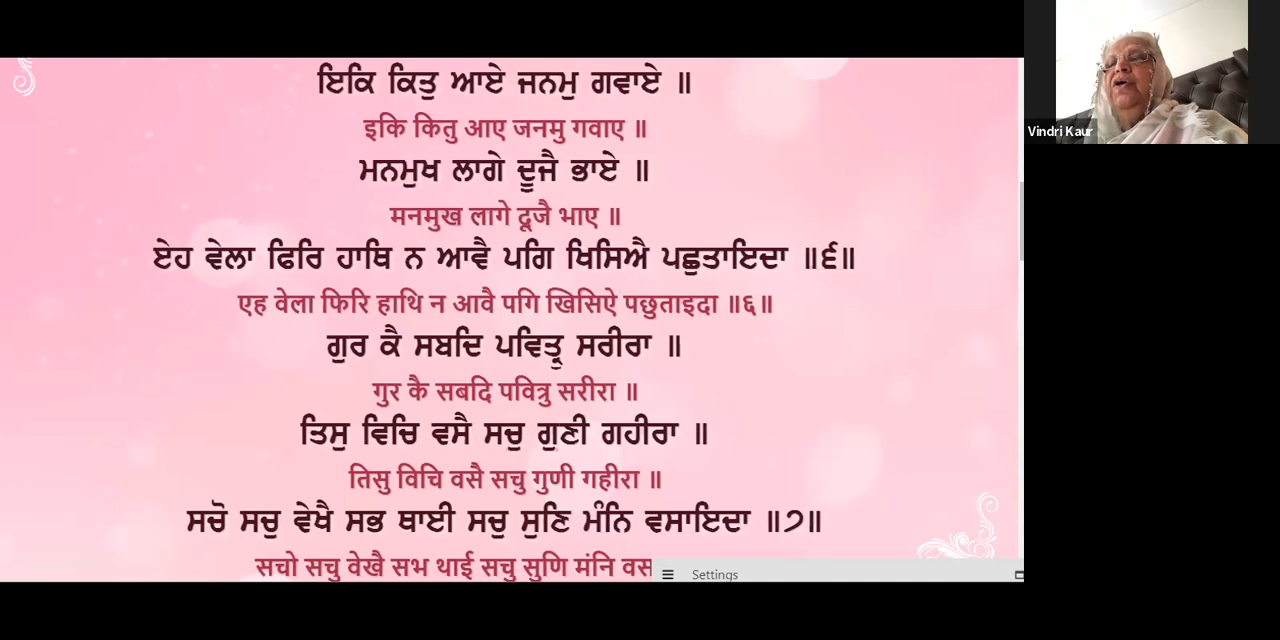 ਇਕਿ ਕਿਤੁ ਆਏ ਜਨਮੁ ਗਵਾਏ ॥
इकि कितु आए जनमु गवाए ॥
ਮਨਮੁਖ ਲਾਗੇ ਦੂਜੈ ਭਾਏ ॥
मनमुख लागे दूजै भाए ॥
ਏਹ ਵੇਲਾ ਫਿਰਿ ਹਾਥਿ ਨ ਆਵੈ ਪਗਿ ਖਿਸਿਐ ਪਛੁਤਾਇਦਾ ॥੬॥
एह वेला फिरि हाथि न आवै पगि खिसिऐ पछुताइदा ॥६॥
ਗੁਰ ਕੈ ਸਬਦਿ ਪਵਿਤ੍ਰੁ ਸਰੀਰਾ ॥
गुर कै सबदि पवित्रु सरीरा ॥
ਤਿਸੁ ਵਿਚਿ ਵਸੈ ਸਚੁ ਗੁਣੀ ਗਹੀਰਾ ॥
तिसु विचि वसै सचु गुणी गहीरा ॥
ਸਚੋ ਸਚੁ ਵੇਖੈ ਸਭ ਥਾਈ ਸਚੁ ਸੁਣਿ ਮੰਨਿ ਵਸਾਇਦਾ ॥੭॥
सचो सचु वेखै सभ थाई सचु सुणि मंनि वस
Settings
Vindri Kaur